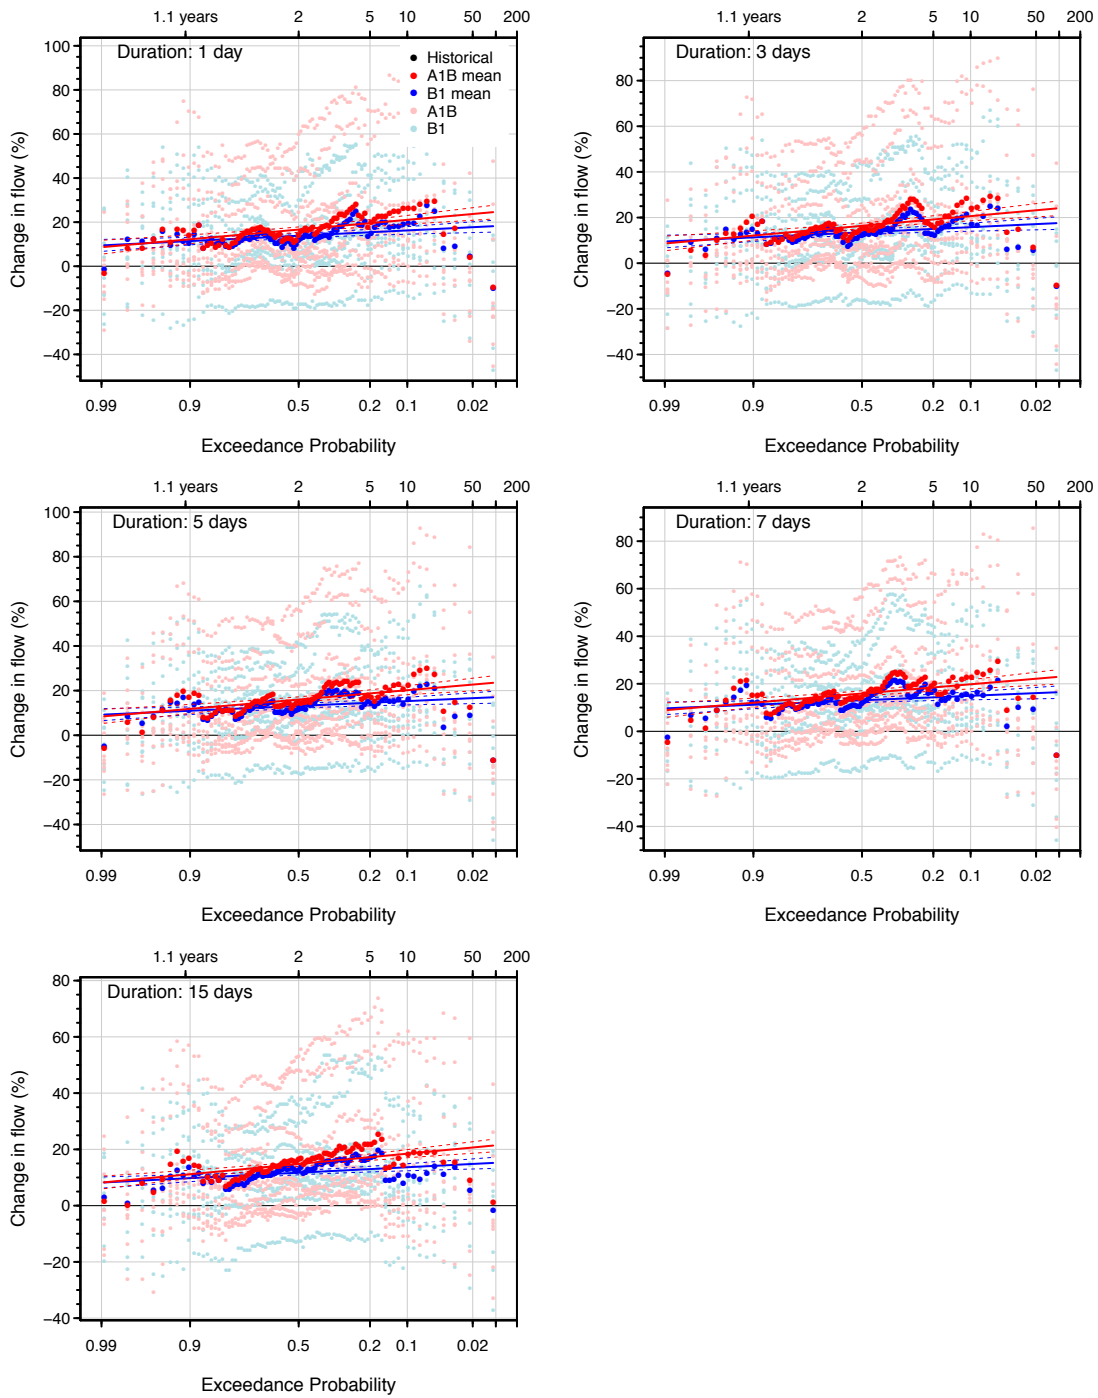 1.1 years 2 5 10 50 200
Duration: 1 day
Historical
A1B mean
B1 mean
A1B
B1
Change in flow (%)
100
80
60
40
20
0
−20
−40
0.99 0.9 0.5 0.2 0.1 0.02
Exceedance Probability
1.1 years 2 5 10 50 200
Duration: 3 days
Change in flow (%)
80
60
40
20
0
−20
−40
0.99 0.9 0.5 0.2 0.1 0.02
Exceedance Probability
1.1 years 2 5 10 50 200
Duration: 5 days
Change in flow (%)
100
80
60
40
20
0
−20
−40
0.99 0.9 0.5 0.2 0.1 0.02
Exceedance Probability
1.1 years 2 5 10 50 200
Duration: 7 days
Change in flow (%)
80
60
40
20
0
−20
−40
0.99 0.9 0.5 0.2 0.1 0.02
Exceedance Probability
1.1 years 2 5 10 50 200
Duration: 15 days
Change in flow (%)
80
60
40
20
0
−20
−40
0.99 0.9 0.5 0.2 0.1 0.02
Exceedance Probability